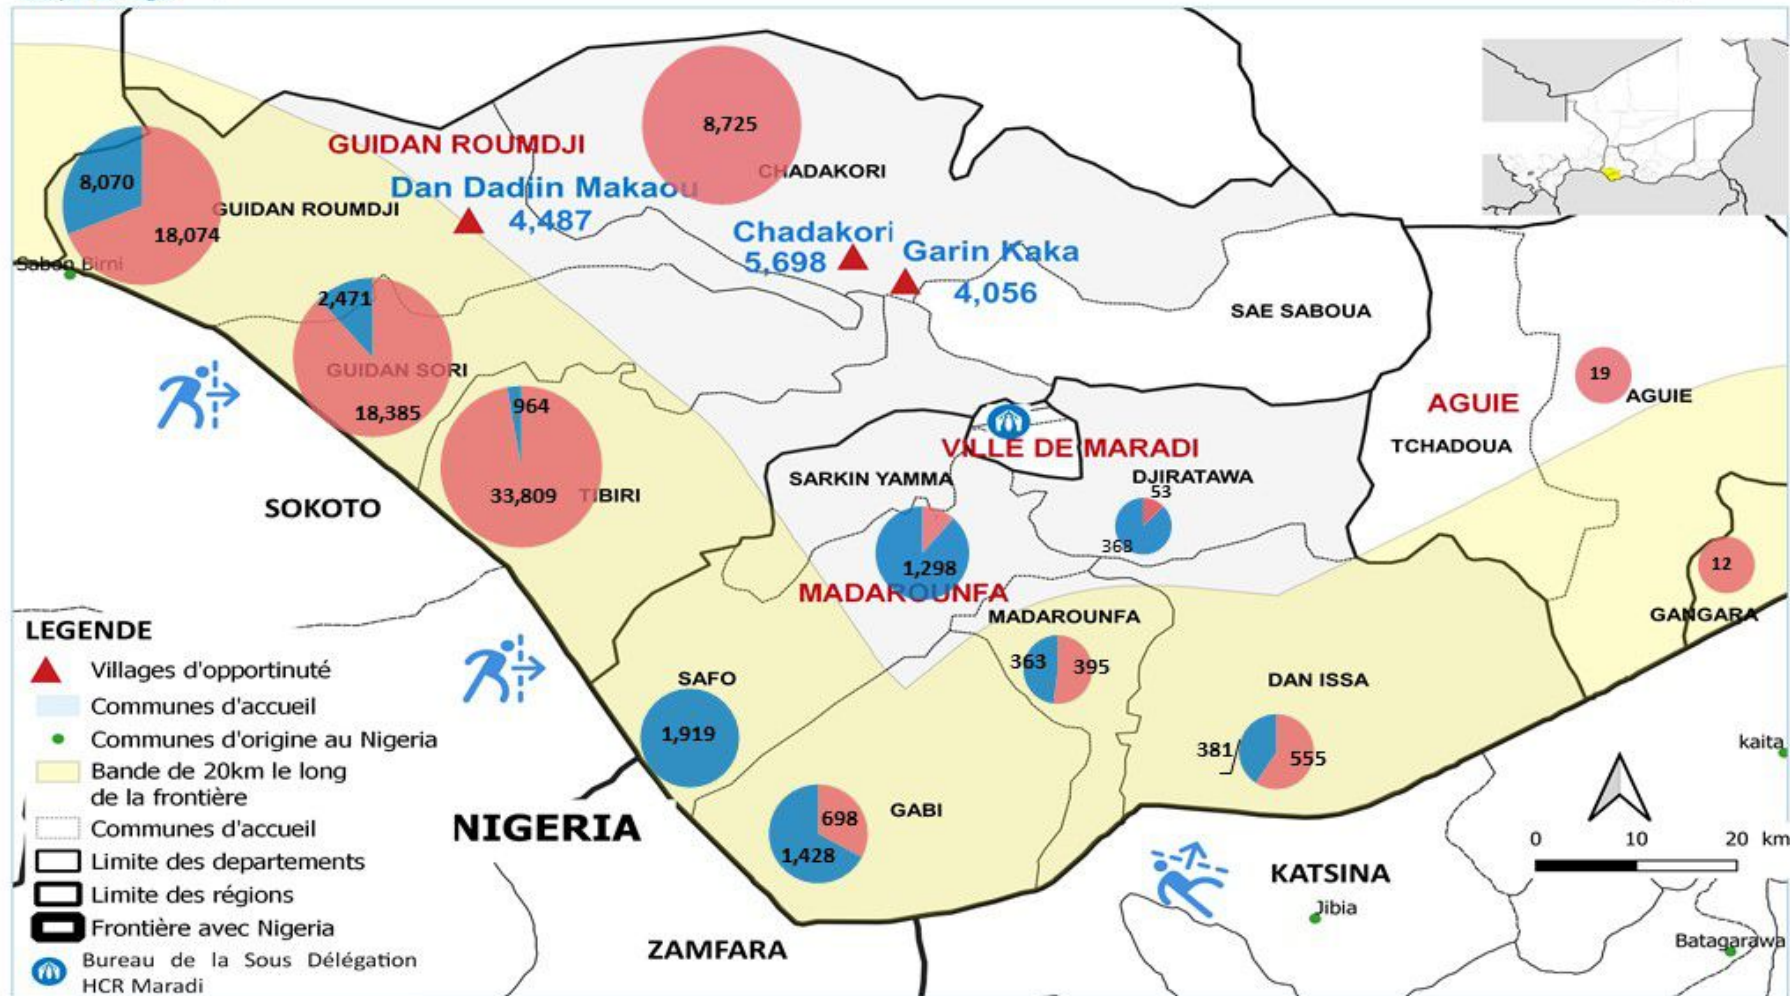 8,725
GUIDAN ROUMDJI
CHADAKORI
8,070
Dan Dadjin Makaou
4,487
GUIDAN ROUMDJI
18,074
Chadakori
5,698
Garin Kaka
4,056
Sabon Birni
2,471
SAE SABOUA
GUIDAN SORI
18,385
19
AGUIE
AGUIE
964
VILLE DE MARADI
TCHADOUA
SARKIN YAMMA
DJIRATAWA
53
33,809
TIBIRI
SOKOTO
368
1,298
12
MADAROUNFA
MADAROUNFA
GANGARA
363
395
SAFO
DAN ISSA
1,919
381
555
kaita
GABI
698
1,428
NIGERIA
0 10 20 km
KATSINA
Jibia
ZAMFARA
Batagarawa
LEGENDE
Villages d'opportinuté
Communes d'accueil
Communes d'origine au Nigeria
Bande de 20km le long
de la frontière
Communes d'accueil
Limite des departements
Limite des régions
Frontière avec Nigeria
Bureau de la Sous Délégation
HCR Maradi